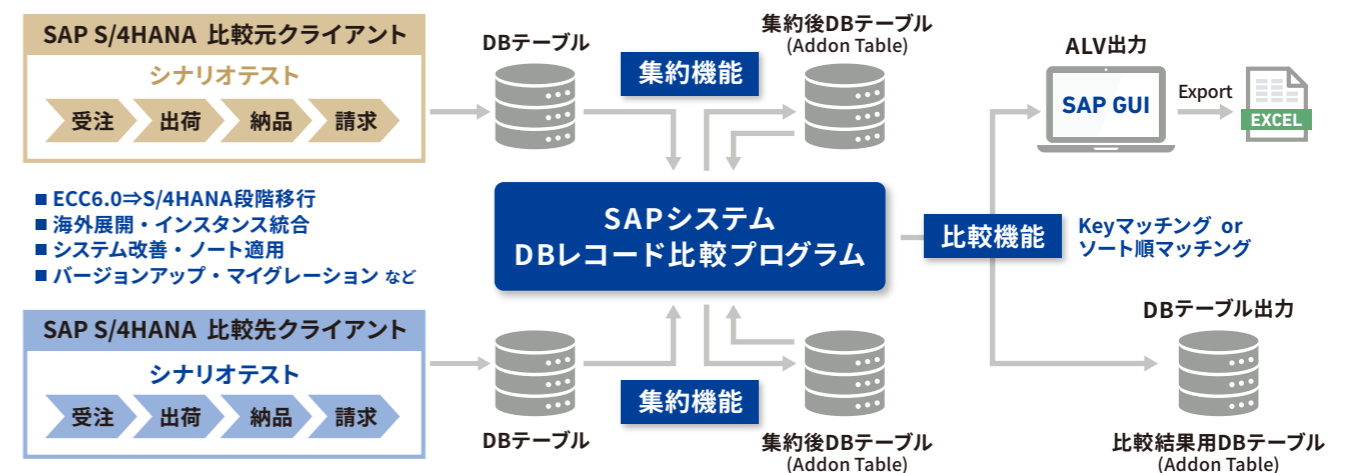 SAP S/4HANA 比較元クライアント
シナリオテスト
受注 出荷 納品 請求
DBテーブル
集約機能
集約後DBテーブル
(Addon Table)
ALV出力
SAP GUI
Export
EXCEL
■ ECC6.0⇒S/4HANA段階移行
■ 海外展開・インスタンス統合
■ システム改善・ノート適用
■ バージョンアップ・マイグレーション など
SAPシステム
DBレコード比較プログラム
比較機能
Keyマッチング or
ソート順マッチング
SAP S/4HANA 比較先クライアント
シナリオテスト
受注 出荷 納品 請求
DBテーブル
集約機能
集約後DBテーブル
(Addon Table)
DBテーブル出力
比較結果用DBテーブル
(Addon Table)